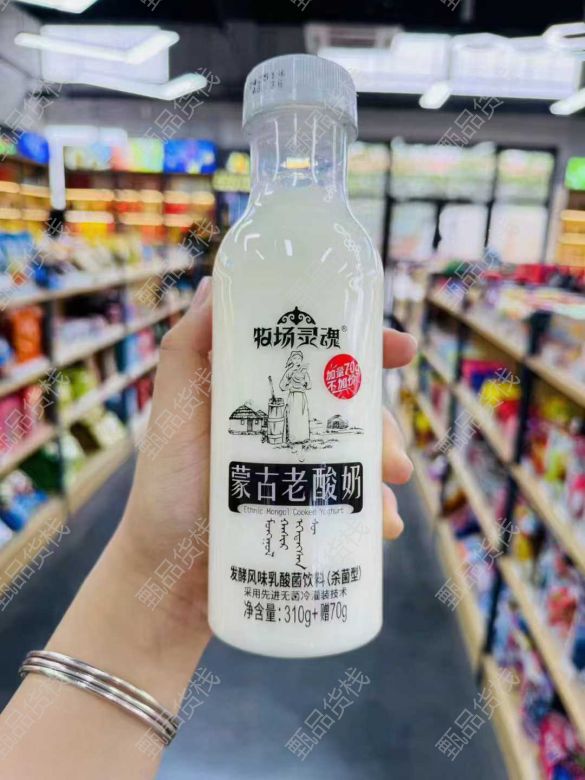 牧场灵魂®
加量70g
不加价
蒙古老酸奶
Ethnic Mongol Cooked Yoghurt
发酵风味乳酸菌饮料(杀菌型)
采用先进无菌冷灌装技术
净含量:310g+赠70g
甄品货栈